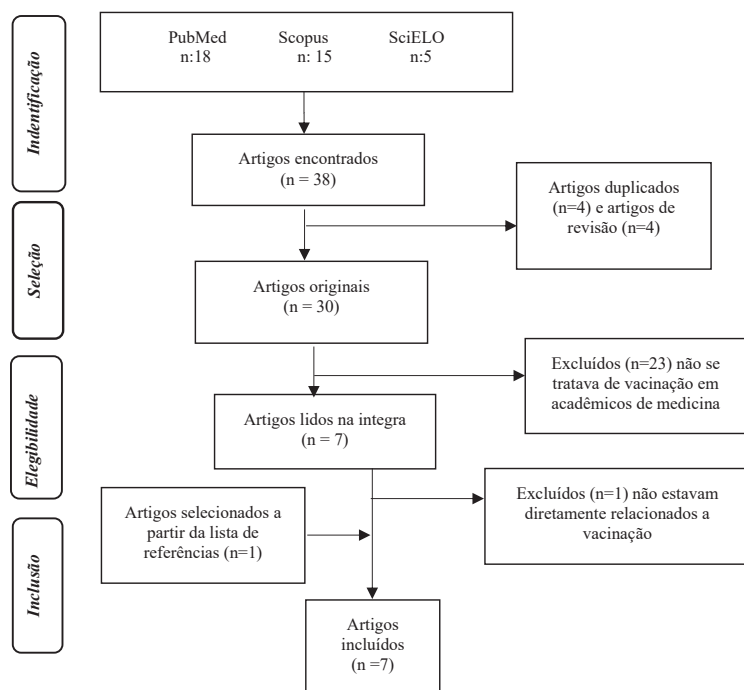 Indentificação
PubMed
n:18
Scopus
n: 15
SciELO
n:5
Artigos encontrados
(n = 38)
Artigos duplicados
(n=4) e artigos de
revisão (n=4)
Seleção
Artigos originais
(n = 30)
Excluídos (n=23) não se
tratava de vacinação em
acadêmicos de medicina
Elegibilidade
Artigos lidos na integra
(n = 7)
Excluídos (n=1) não estavam
diretamente relacionados a
vacinação
Artigos selecionados a
partir da lista de
referências (n=1)
Inclusão
Artigos
incluídos
(n =7)